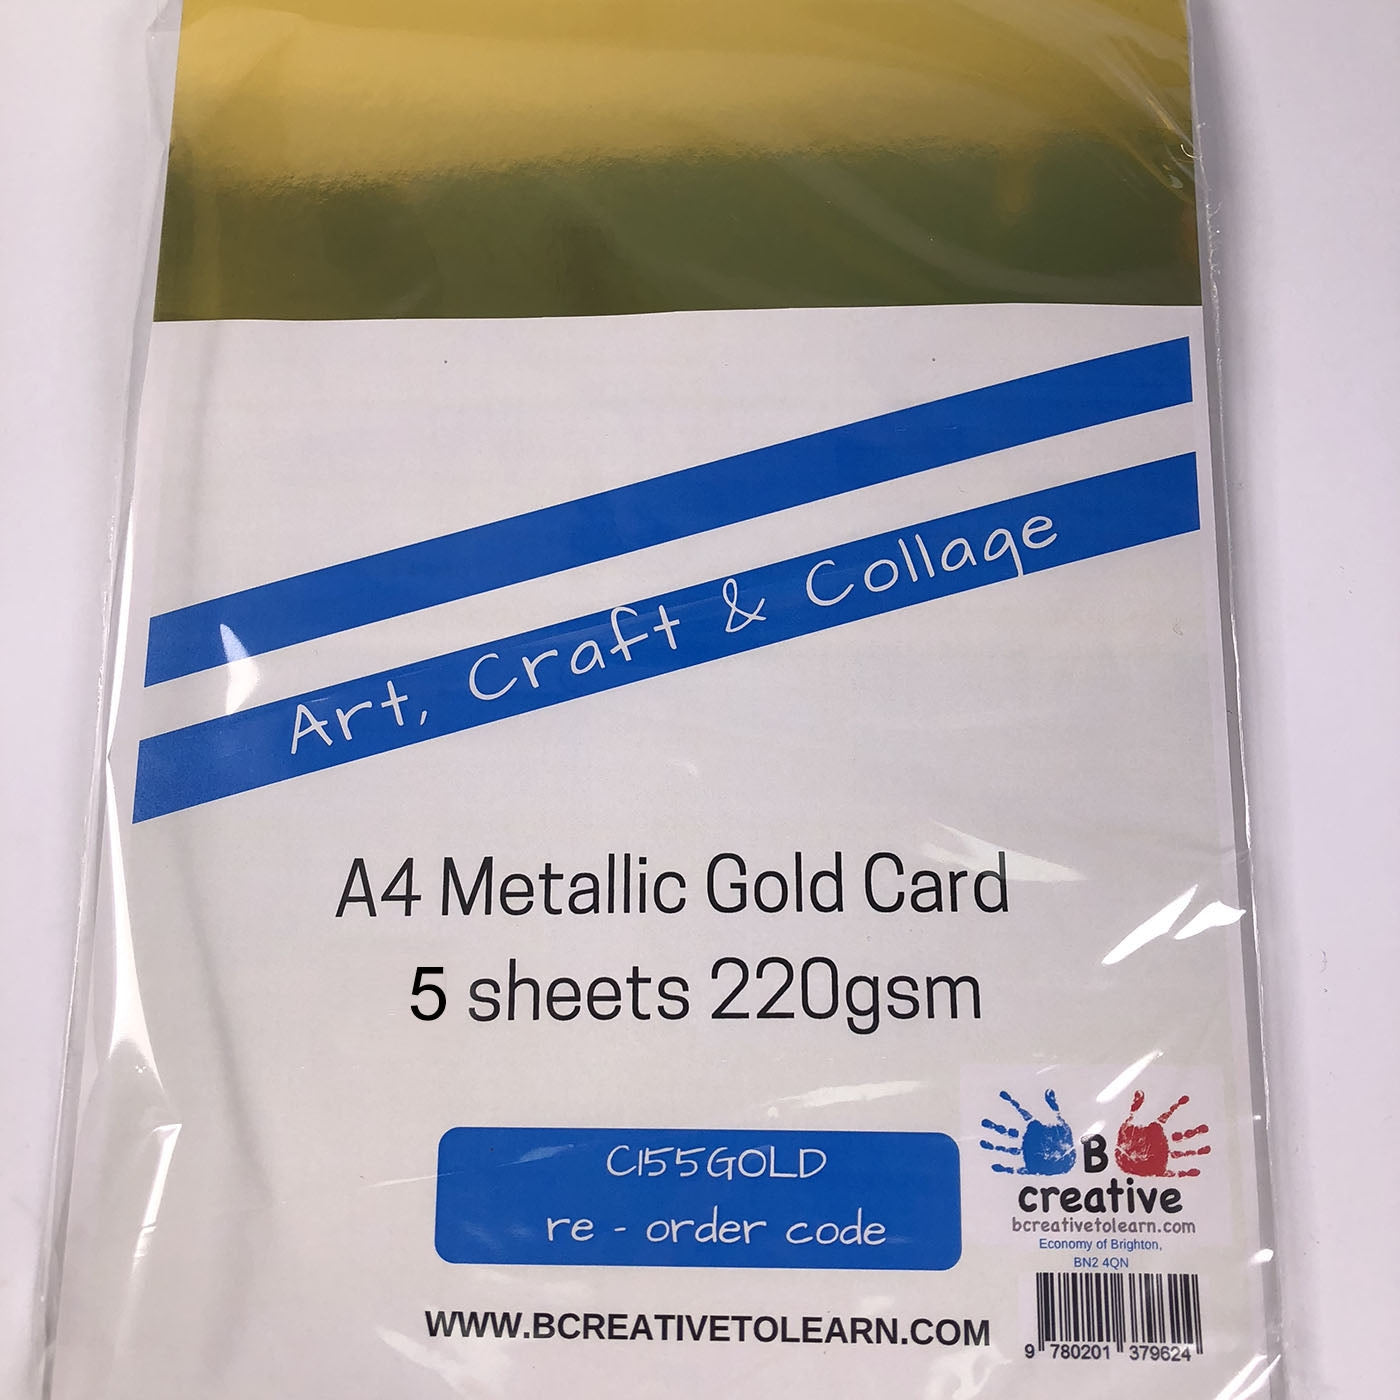 Art, Craft & Collage
A4 Metallic Gold Card
5 sheets 220gsm
C155GOLD
re - order code
B
creative
bcreativetolearn.com
Economy of Brighton,
BN2 4QN
WWW.BCREATIVETOLEARN.COM
9 780201 379624